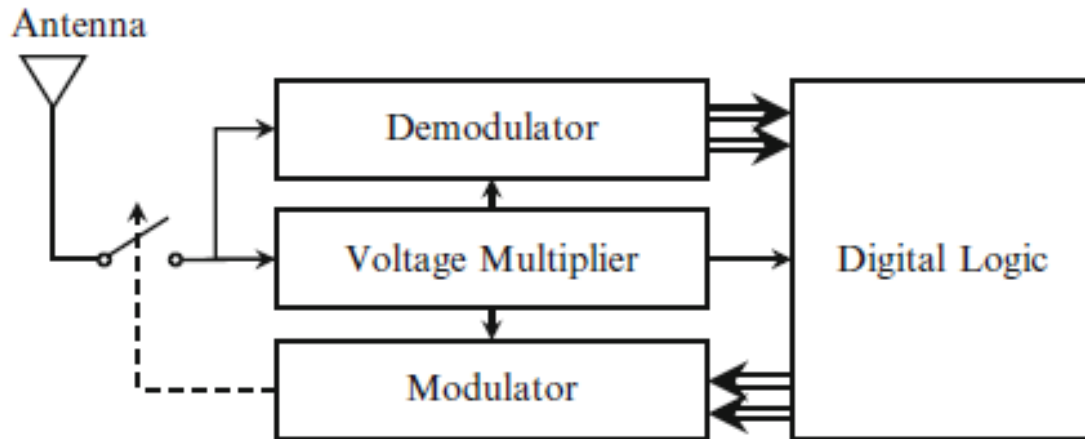 Antenna
Demodulator
Voltage Multiplier
Digital Logic
Modulator